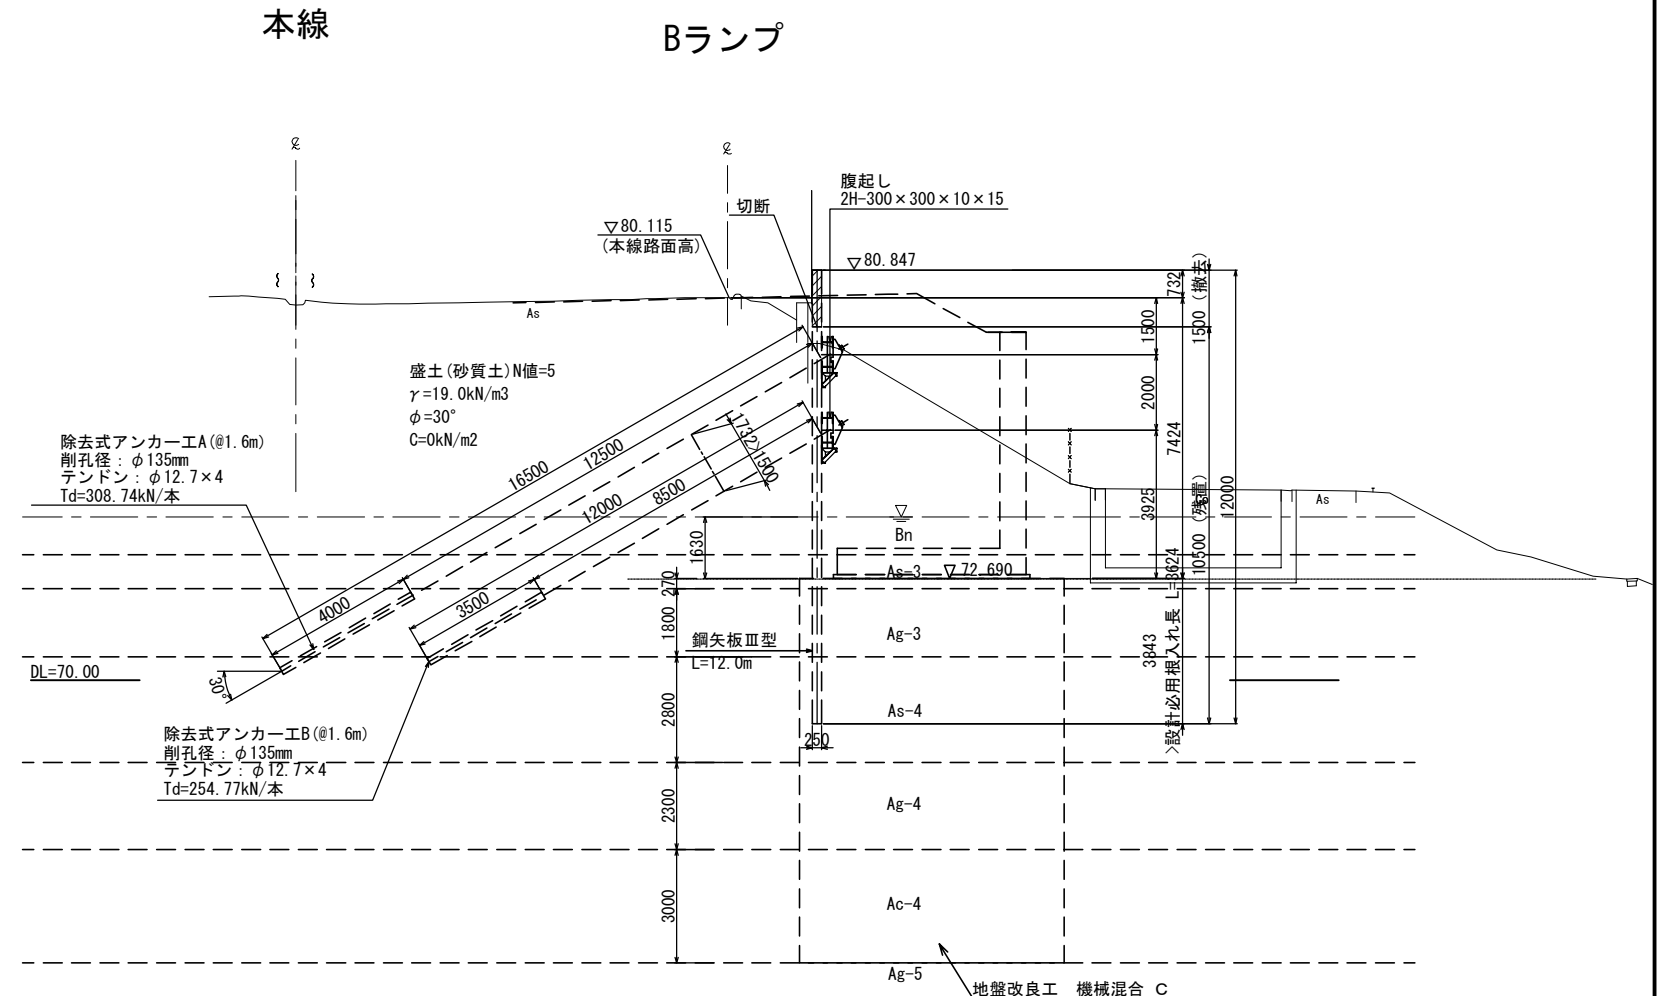 本線
Bランプ
℄
℄
腹起し
2H-300×300×10×15
切断
▽80.115
(本線路面高)
▽80.847
732
1500 (撤去)
1500
As
盛土(砂質土)N値=5
γ=19.0kN/m3
φ=30°
C=0kN/m2
2000
7424
除去式アンカー工A(@1.6m)
削孔径：φ135mm
テンドン：φ12.7×4
Td=308.74kN/本
16500
12500
1732>1500
12000
8500
3925
10500 (残置)
12000
As
▽
Bn
1630
As-3
▽72.690
270
4000
3500
1800
Ag-3
鋼矢板Ⅲ型
L=12.0m
3843
>設計必用根入れ長 L=3624
DL=70.00
30°
2800
As-4
250
除去式アンカー工B(@1.6m)
削孔径：φ135mm
テンドン：φ12.7×4
Td=254.77kN/本
2300
Ag-4
3000
Ac-4
Ag-5
地盤改良工　機械混合 C